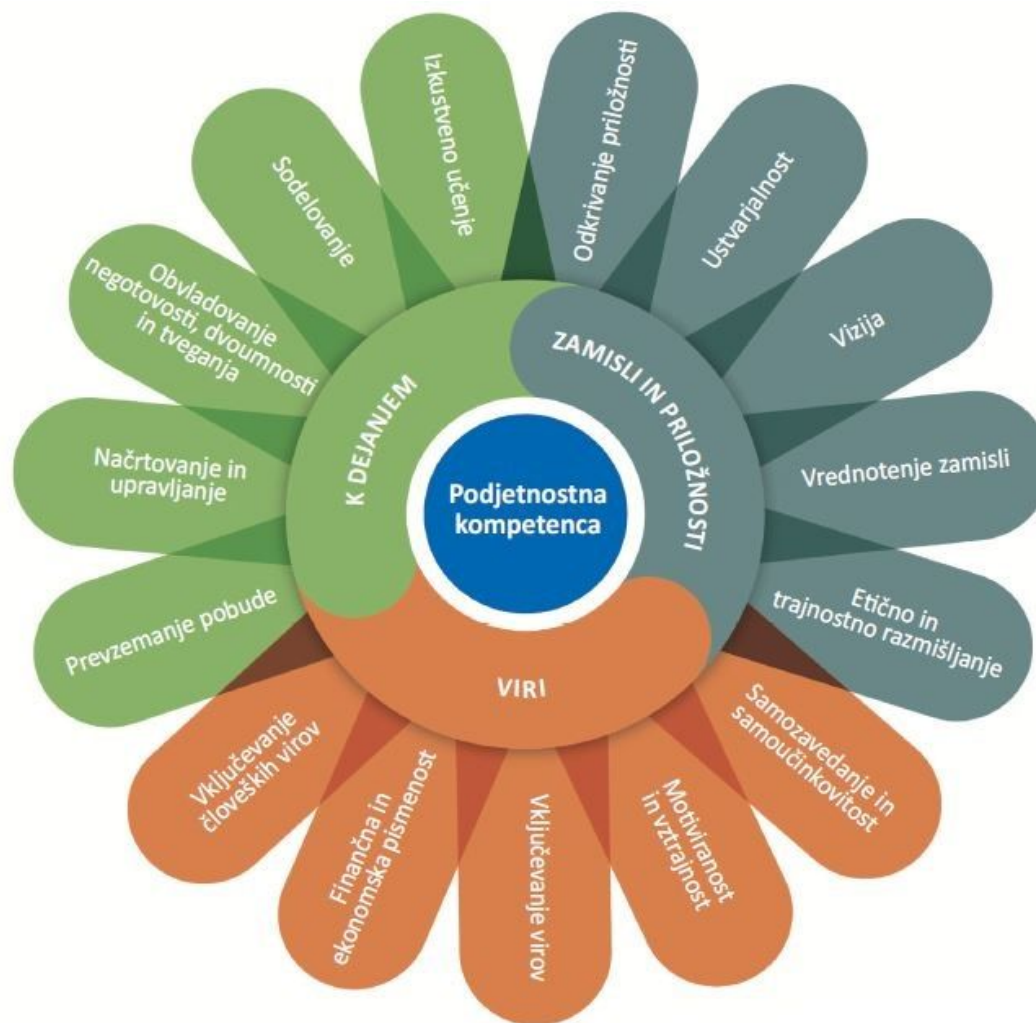 Podjetnostna
kompetenca
ZAMISLI IN PRILOŽNOSTI
Odkrivanje priložnosti
Ustvarjalnost
Vizija
Vrednotenje zamisli
Etično in
trajnostno razmišljanje
VIRI
Samozavedanje in
samoučinkovitost
Motiviranost
in vztrajnost
Vključevanje virov
Finančna in
ekonomska pismenost
Vključevanje
človeških virov
K DEJANJEM
Prevzemanje pobude
Načrtovanje in
upravljanje
Obvladovanje
negotovosti, dvoumnosti
in tveganja
Sodelovanje
Izkustveno učenje